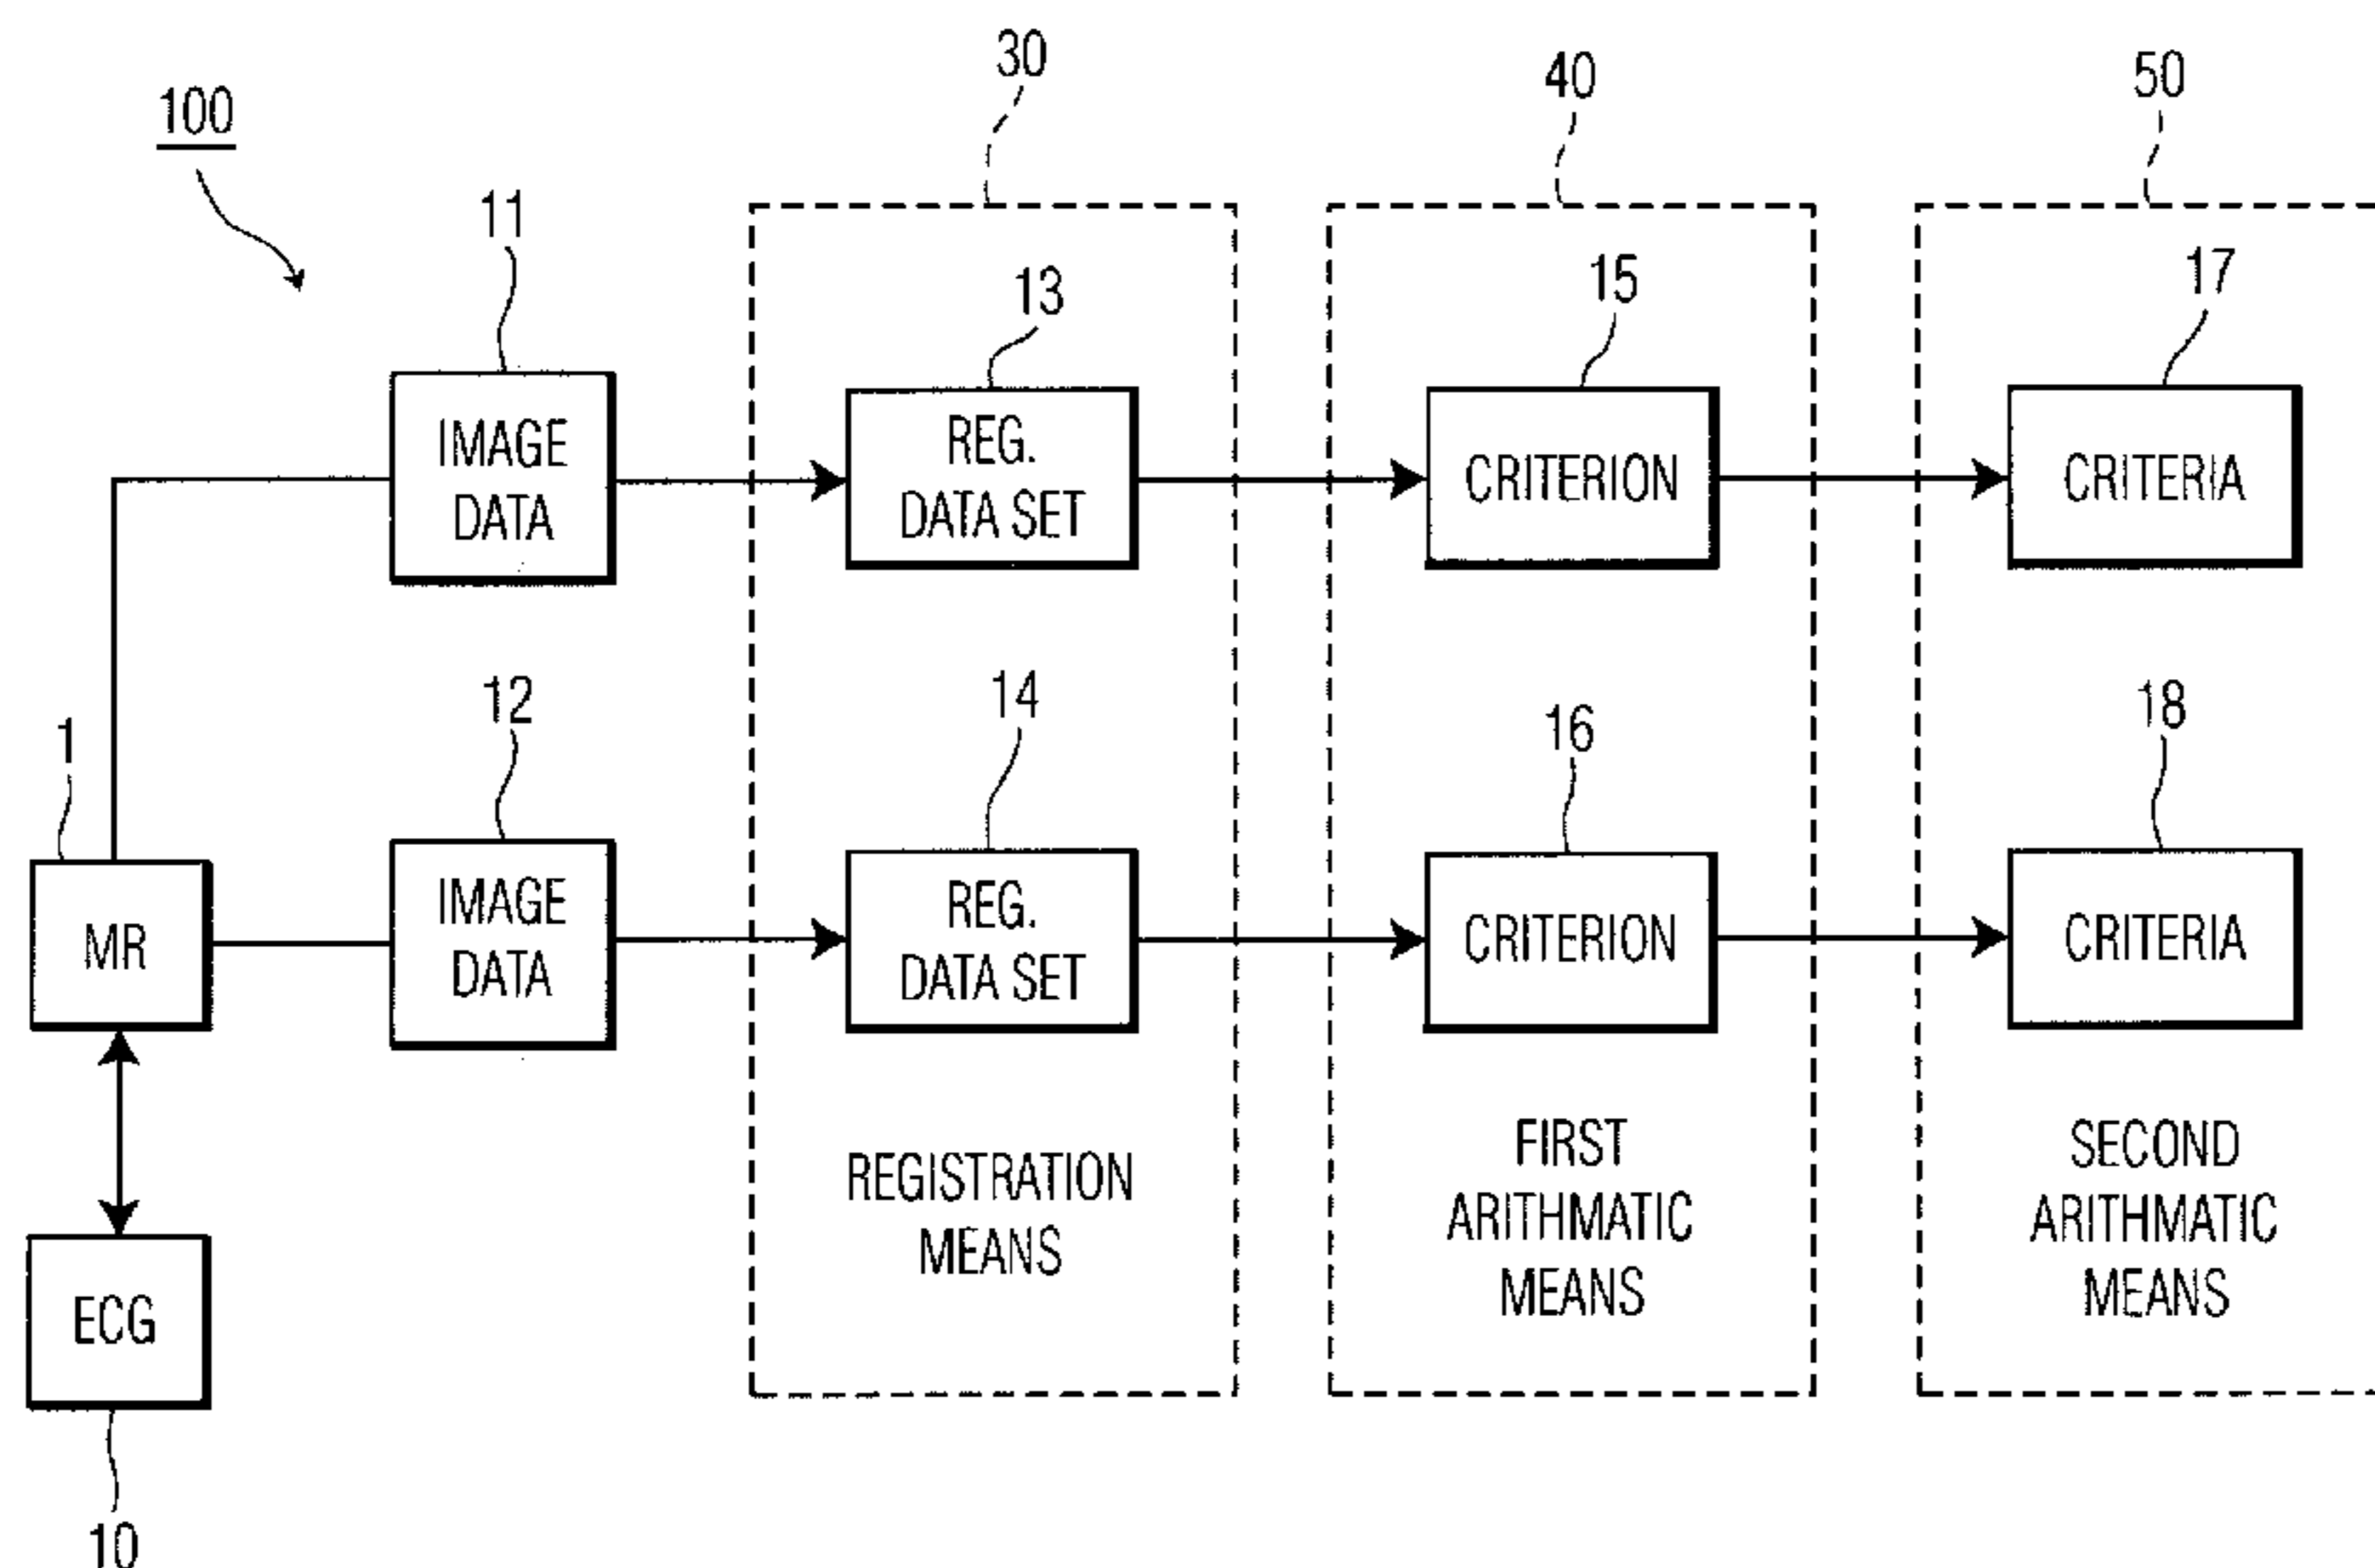 30
40
50
100
11
13
15
17
IMAGE
DATA
REG.
DATA SET
CRITERION
CRITERIA
12
14
16
18
1
MR
IMAGE
DATA
REG.
DATA SET
CRITERION
CRITERIA
REGISTRATION
MEANS
FIRST
ARITHMATIC
MEANS
SECOND
ARITHMATIC
MEANS
ECG
10